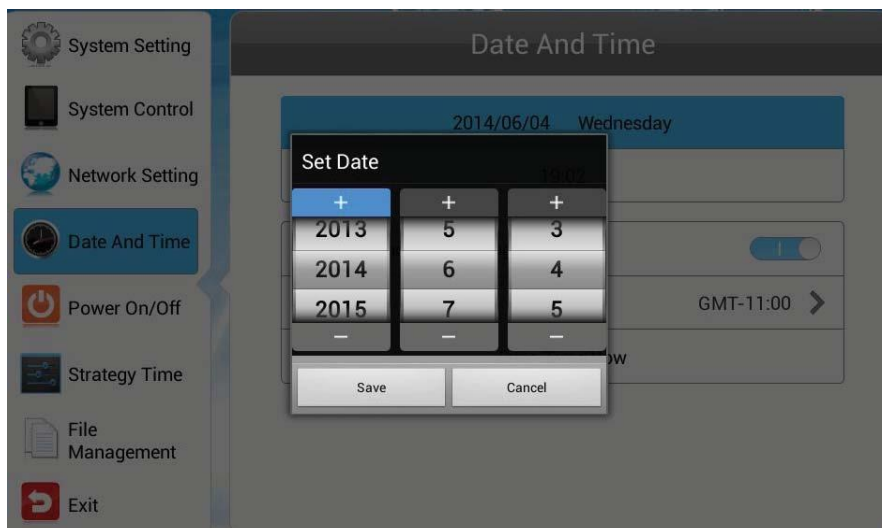 System Setting
System Control
Network Setting
Date And Time
Power On/Off
Strategy Time
File
Management
Exit
Date And Time
2014/06/04 Wednesday
19:02
GMT-11:00
Set Date
+ + +
2013 5 3
2014 6 4
2015 7 5
− − −
Save Cancel